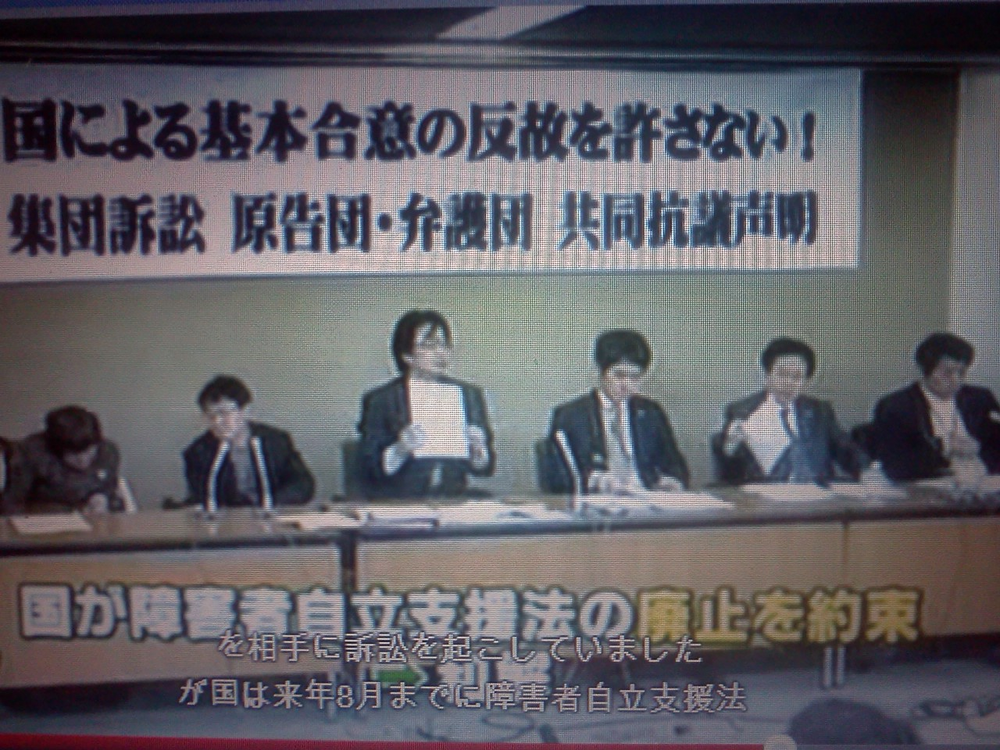 国による基本合意の反故を許さない！
集団訴訟 原告団・弁護団 共同抗議声明
国が障害者自立支援法の廃止を約束
を相手に訴訟を起こしていました
和解
が国は来年8月までに障害者自立支援法